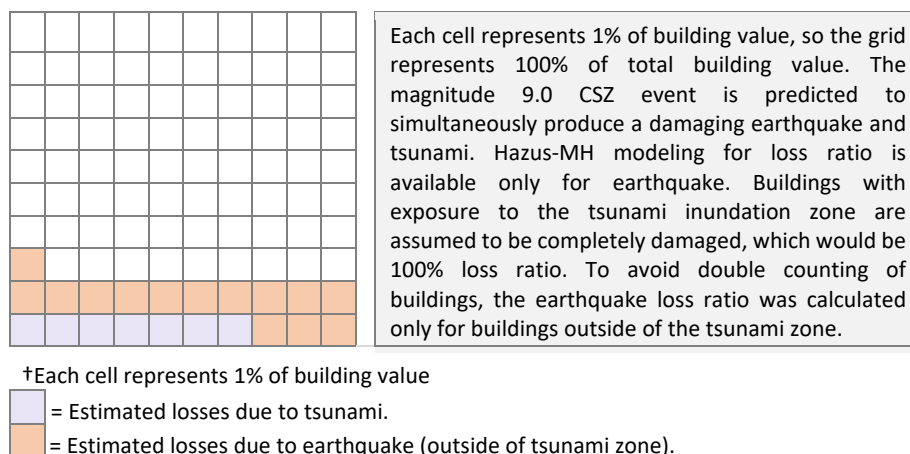 Each cell represents 1% of building value, so the grid
represents 100% of total building value. The
magnitude 9.0 CSZ event is predicted to
simultaneously produce a damaging earthquake and
tsunami. Hazus-MH modeling for loss ratio is
available only for earthquake. Buildings with
exposure to the tsunami inundation zone are
assumed to be completely damaged, which would be
100% loss ratio. To avoid double counting of
buildings, the earthquake loss ratio was calculated
only for buildings outside of the tsunami zone.
†Each cell represents 1% of building value
= Estimated losses due to tsunami.
= Estimated losses due to earthquake (outside of tsunami zone).